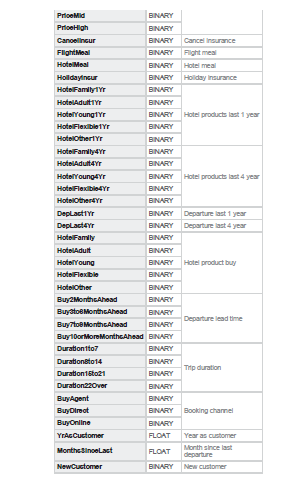 PriceMid BINARY
PriceHigh BINARY
CancelInsur BINARY Cancel insurance
FlightMeal BINARY Flight meal
HotelMeal BINARY Hotel meal
HolidayInsur BINARY Holiday insurance
HotelFamily1Yr BINARY
HotelAdult1Yr BINARY
HotelYoung1Yr BINARY Hotel products last 1 year
HotelFlexible1Yr BINARY
HotelOther1Yr BINARY
HotelFamily4Yr BINARY
HotelAdult4Yr BINARY
HotelYoung4Yr BINARY Hotel products last 4 year
HotelFlexible4Yr BINARY
HotelOther4Yr BINARY
DepLast1Yr BINARY Departure last 1 year
DepLast4Yr BINARY Departure last 4 year
HotelFamily BINARY
HotelAdult BINARY
HotelYoung BINARY Hotel product buy
HotelFlexible BINARY
HotelOther BINARY
Buy2MonthsAhead BINARY
Buy3to6MonthsAhead BINARY
Departure lead time
Buy7to9MonthsAhead BINARY
Buy10orMoreMonthsAhead BINARY
Duration1to7 BINARY
Duration8to14 BINARY
Trip duration
Duration15to21 BINARY
Duration22Over BINARY
BuyAgent BINARY
BuyDirect BINARY Booking channel
BuyOnline BINARY
YrAsCustomer FLOAT Year as customer
MonthsSinceLast FLOAT Month since last
departure
NewCustomer BINARY New customer